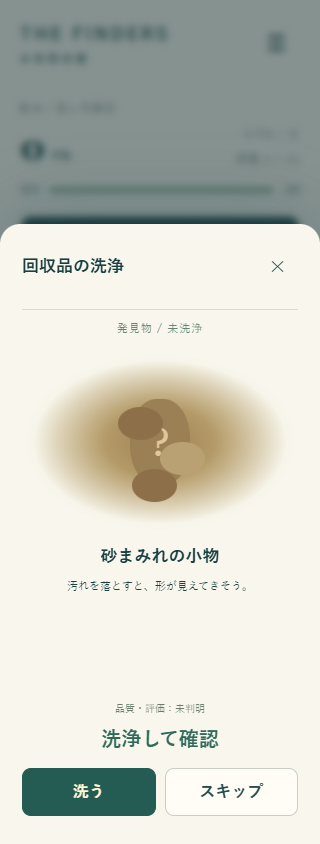 THE FINDERS
回収品の洗浄
発見物 / 未洗浄
?
砂まみれの小物
汚れを落とすと、形が見えてきそう。
品質・評価：未判明
洗浄して確認
洗う
スキップ